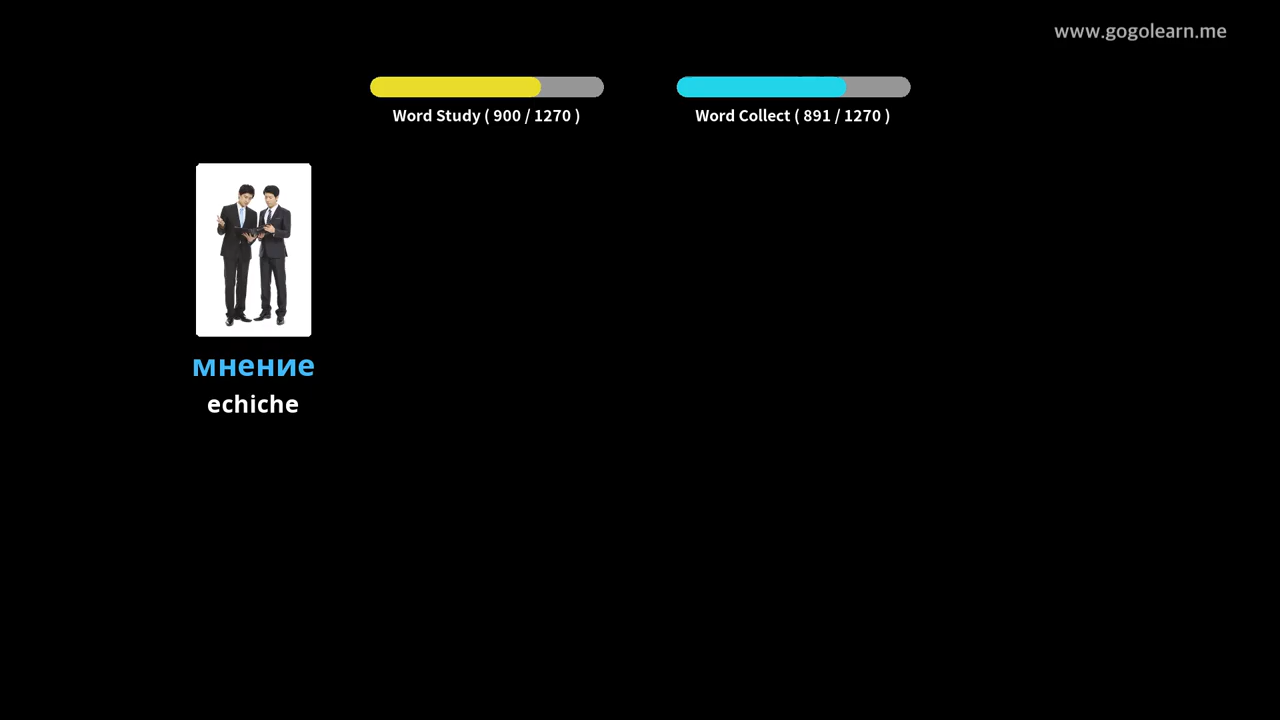 www.gogolearn.me
Word Study ( 900 / 1270 )
Word Collect ( 891 / 1270 )
мнение
echiche